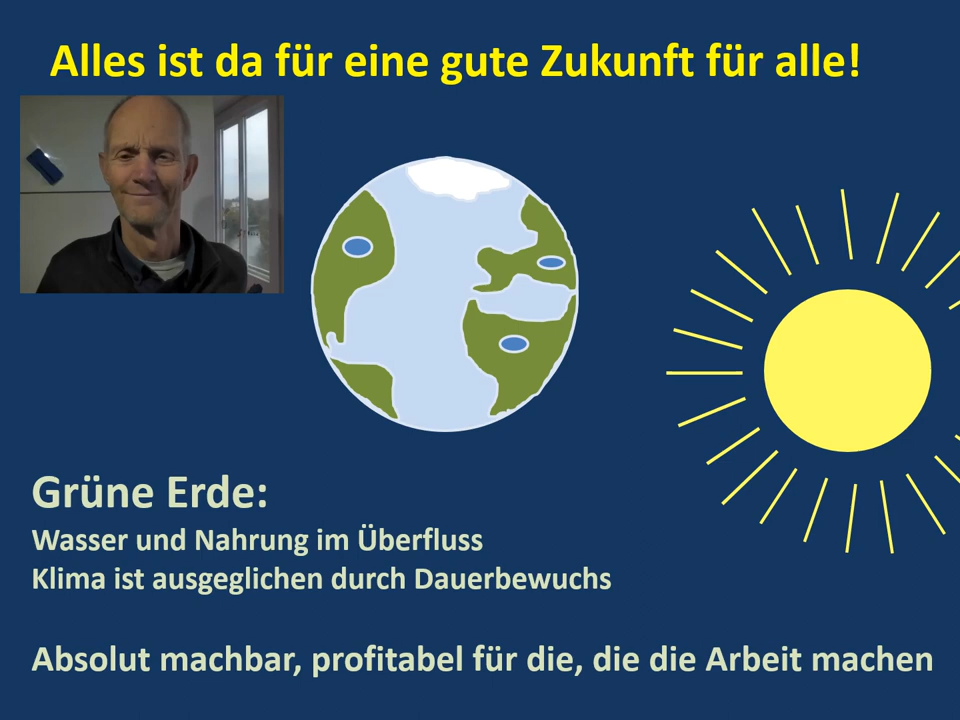 Alles ist da für eine gute Zukunft für alle!
Grüne Erde:
Wasser und Nahrung im Überfluss
Klima ist ausgeglichen durch Dauerbewuchs
Absolut machbar, profitabel für die, die die Arbeit machen